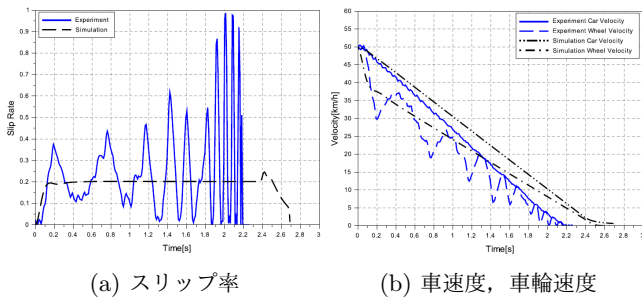 Experiment
Simulation
Slip Rate
1
0.9
0.8
0.7
0.6
0.5
0.4
0.3
0.2
0.1
0
0 0.2 0.4 0.6 0.8 1 1.2 1.4 1.6 1.8 2 2.2 2.4 2.6 2.8 3
Time[s]
(a) スリップ率
Experiment Car Velocity
Experiment Wheel Velocity
Simulation Car Velocity
Simulation Wheel Velocity
Velocity[km/h]
60
55
50
45
40
35
30
25
20
15
10
5
0
0 0.2 0.4 0.6 0.8 1 1.2 1.4 1.6 1.8 2 2.2 2.4 2.6 2.8 3
Time[s]
(b) 車速度，車輪速度